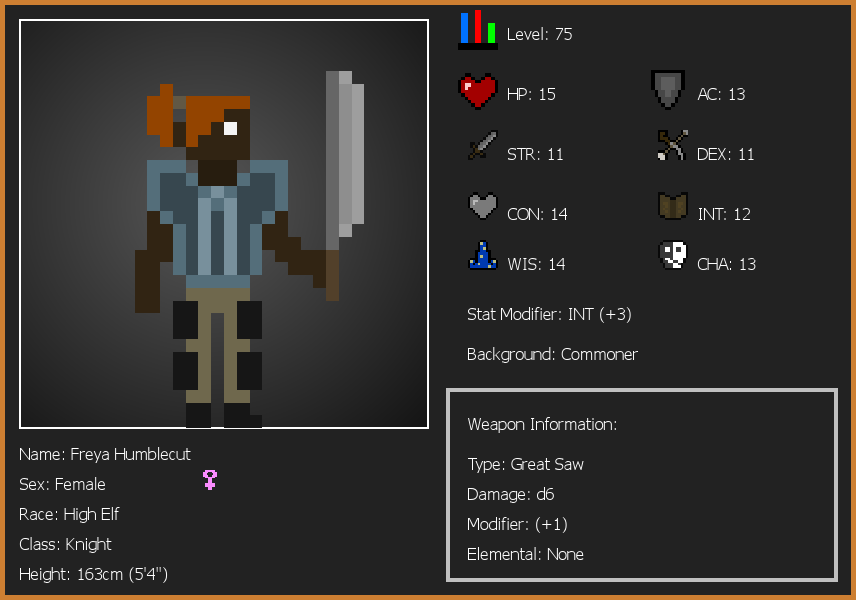 Level: 75
HP: 15
AC: 13
STR: 11
DEX: 11
CON: 14
INT: 12
WIS: 14
CHA: 13
Stat Modifier: INT (+3)
Background: Commoner
Weapon Information:
Type: Great Saw
Damage: d6
Modifier: (+1)
Elemental: None
Name: Freya Humblecut
Sex: Female
Race: High Elf
Class: Knight
Height: 163cm (5'4")